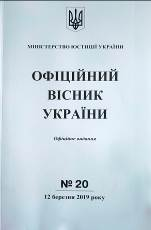 МІНІСТЕРСТВО ЮСТИЦІЇ УКРАЇНИ
ОФІЦІЙНИЙ
ВІСНИК
УКРАЇНИ
Офіційне видання
№ 20
12 березня 2019 року